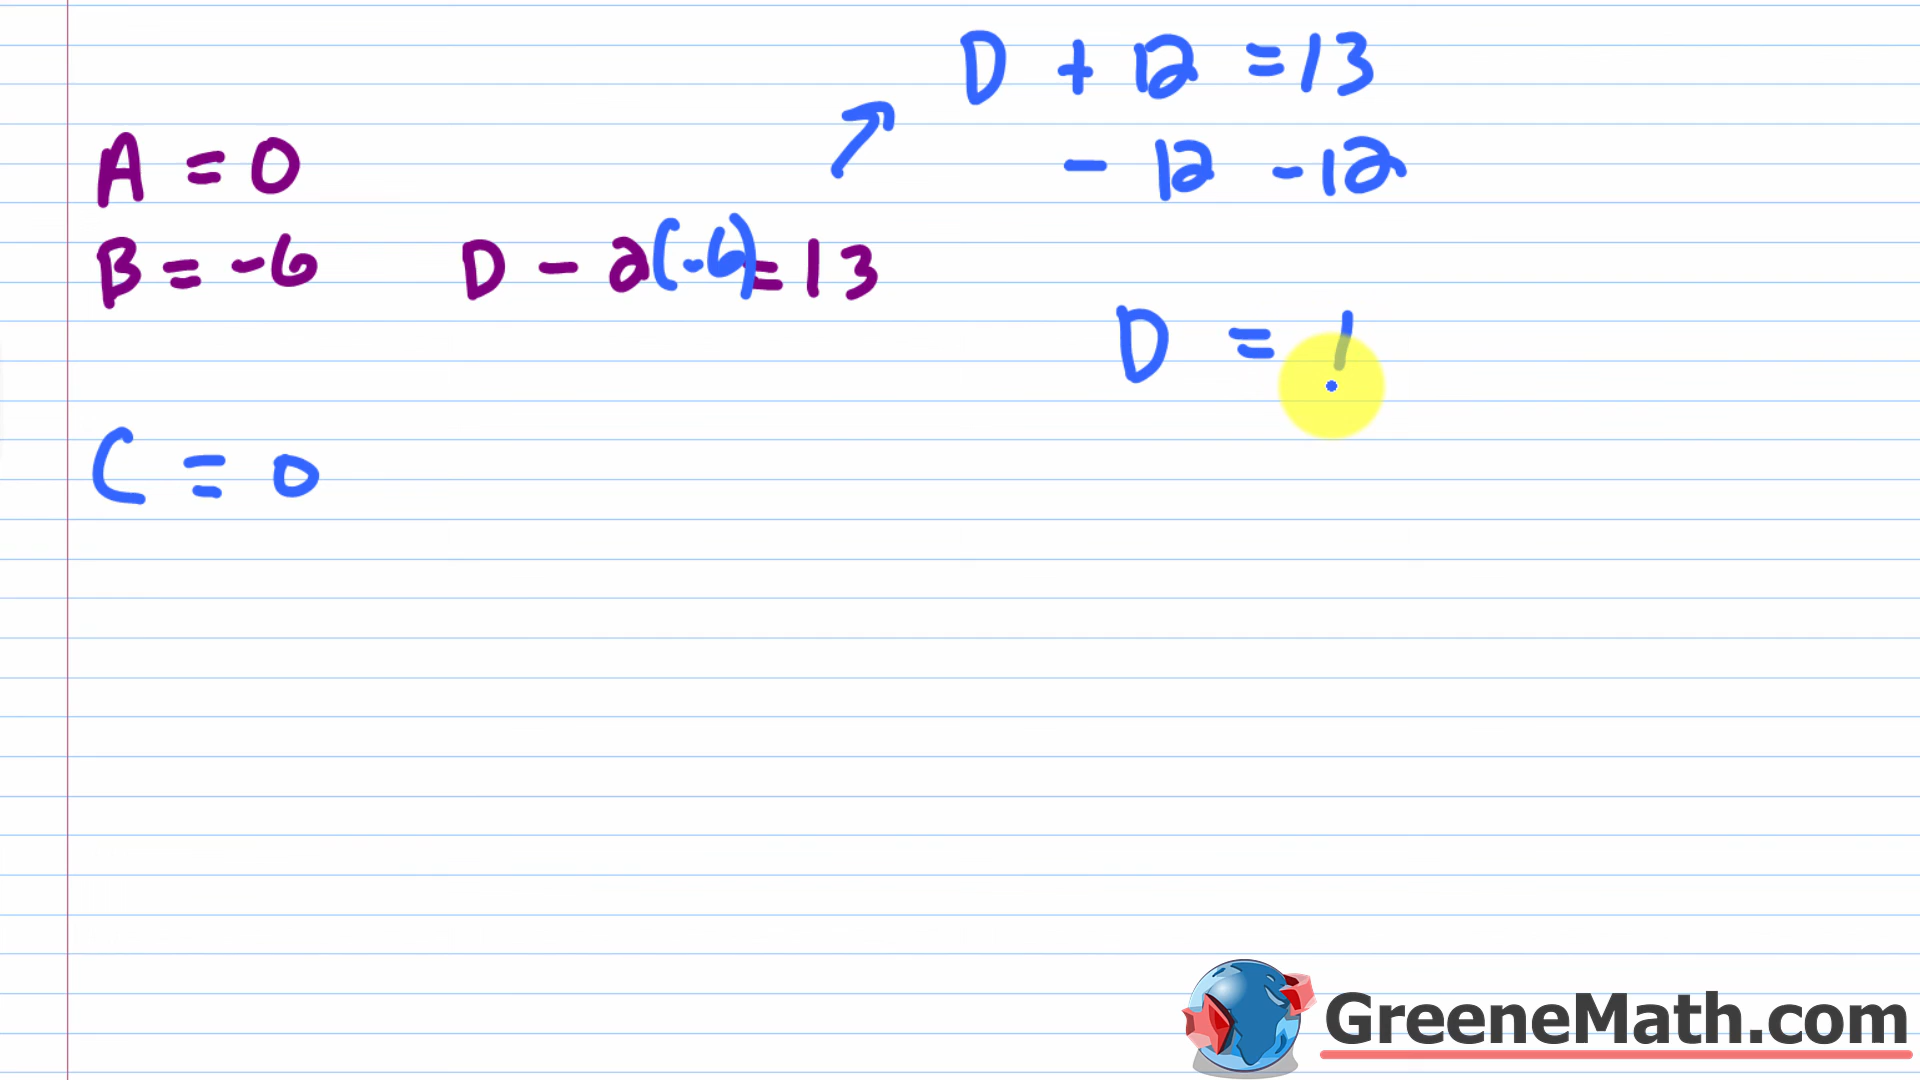 D + 12 = 13
- 12 - 12
A = 0
B = -6 D - 2(-6) = 13
D = 1
C = 0
GreeneMath.com